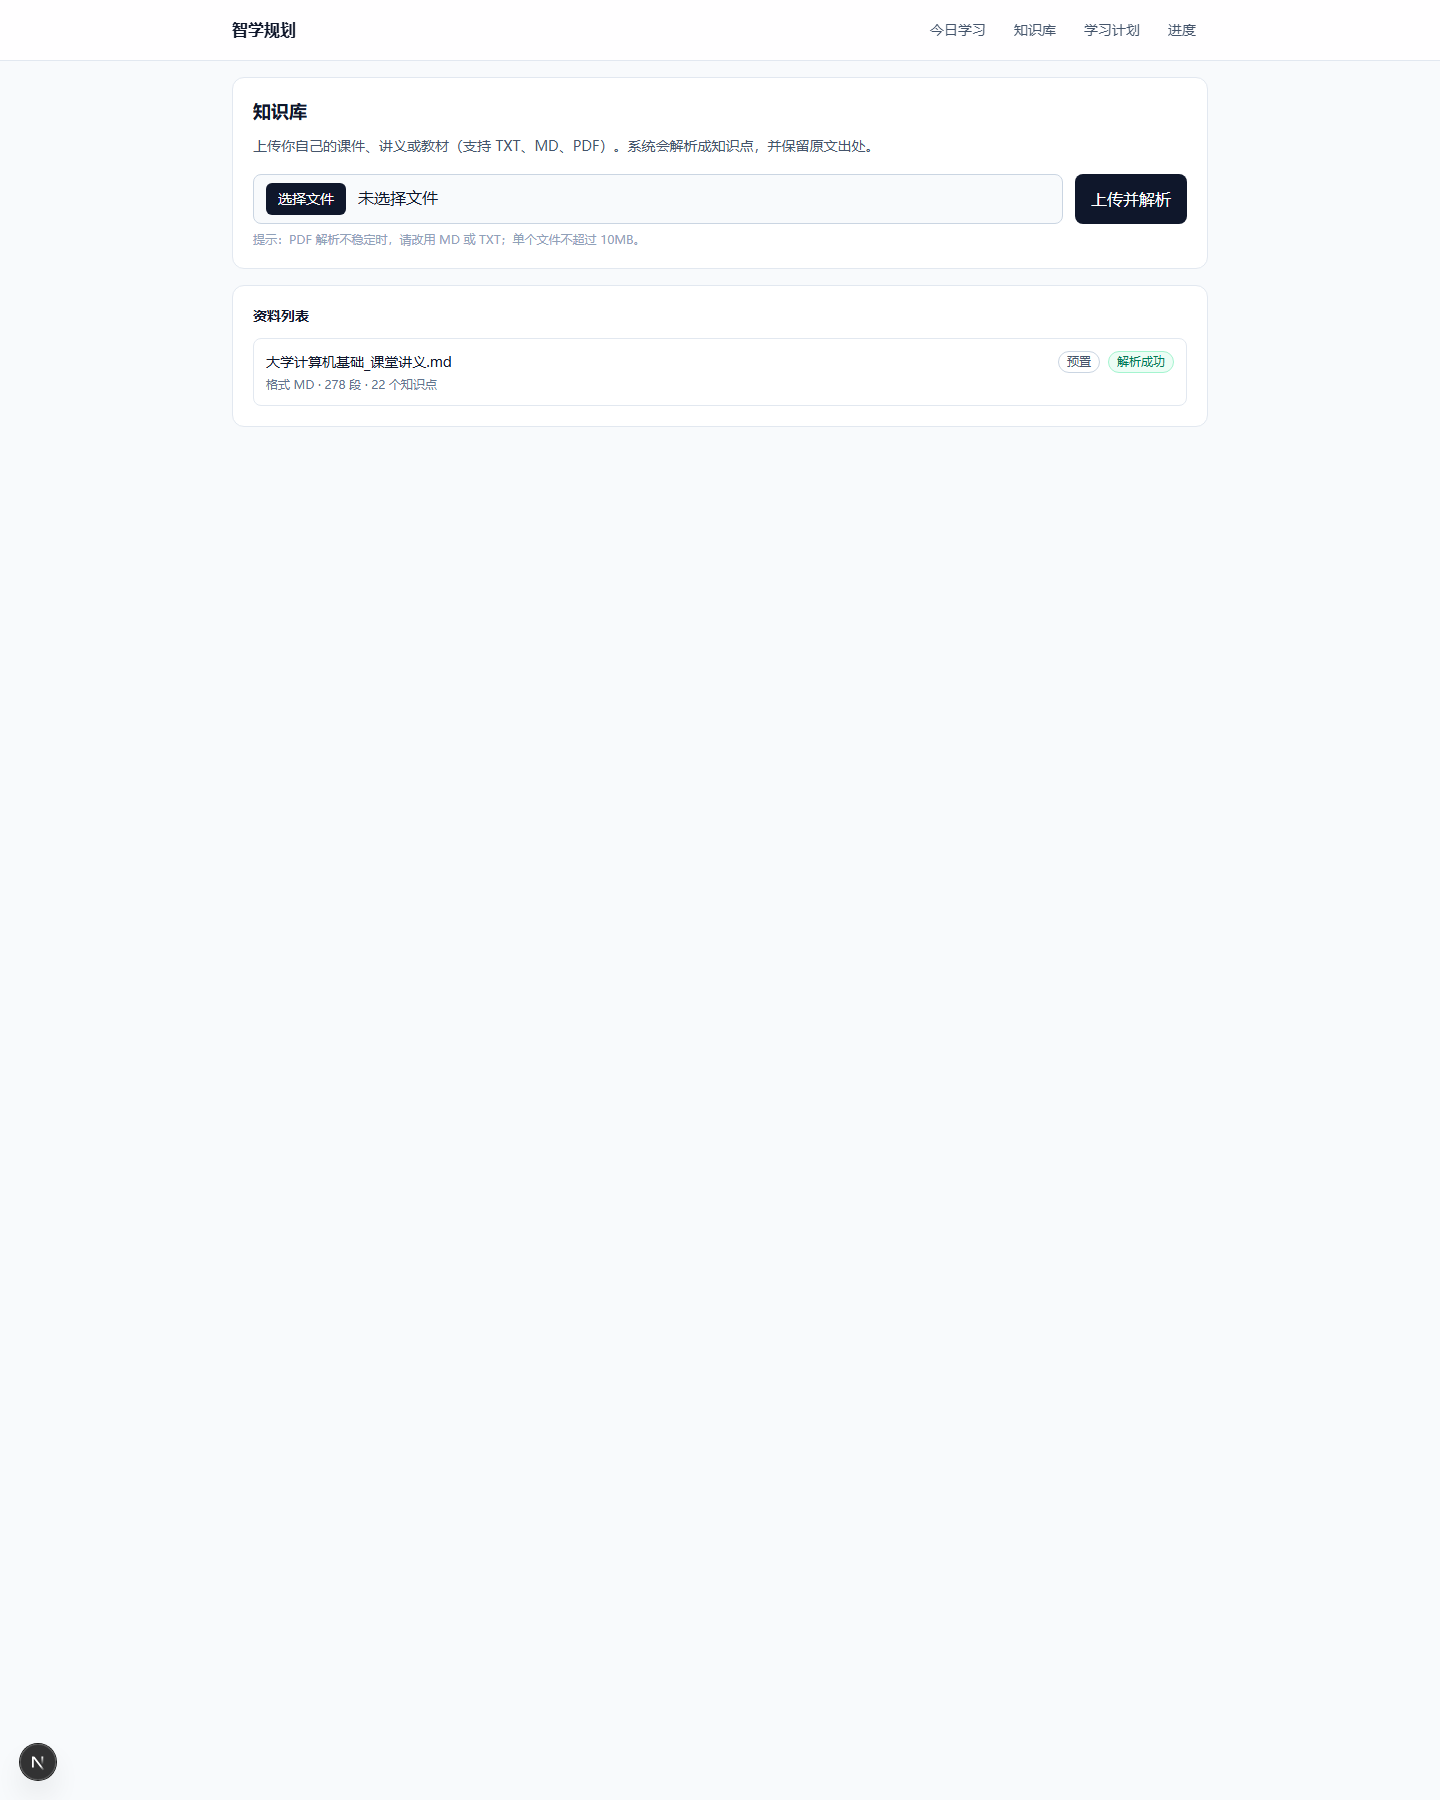 智学规划
今日学习 知识库 学习计划 进度
知识库
上传你自己的课件、讲义或教材（支持 TXT、MD、PDF）。系统会解析成知识点，并保留原文出处。
选择文件 未选择文件
上传并解析
提示：PDF 解析不稳定时，请改用 MD 或 TXT；单个文件不超过 10MB。
资料列表
大学计算机基础_课堂讲义.md
预置 解析成功
格式 MD · 278 段 · 22 个知识点
N